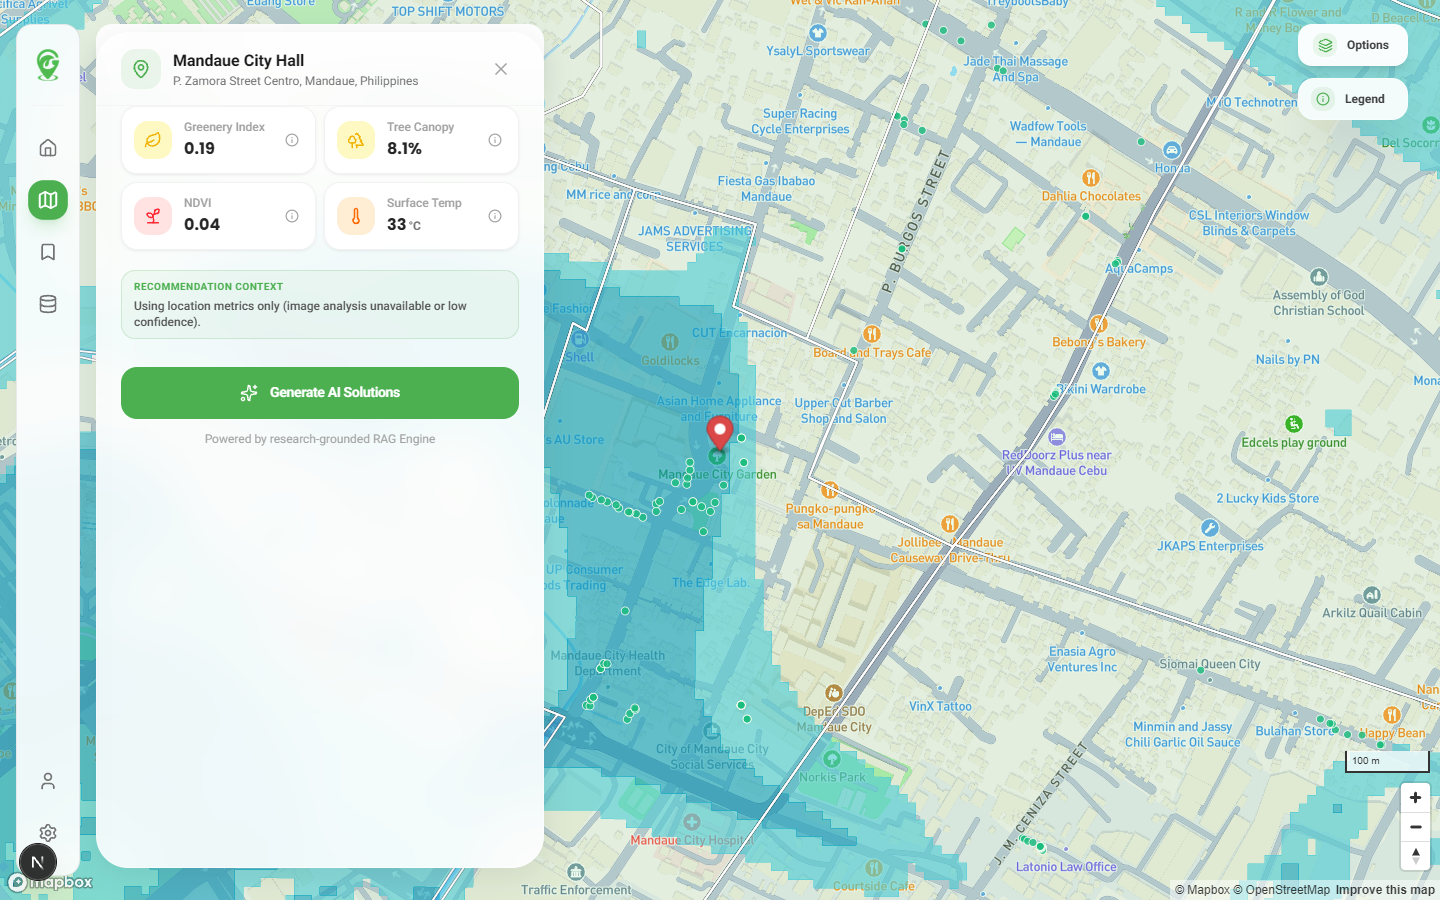 Mandaue City Hall
P. Zamora Street Centro, Mandaue, Philippines
Greenery Index
0.19
Tree Canopy
8.1%
NDVI
0.04
Surface Temp
33 °C
RECOMMENDATION CONTEXT
Using location metrics only (image analysis unavailable or low
confidence).
Generate AI Solutions
Powered by research-grounded RAG Engine
Options
Legend
TOP SHIFT MOTORS
YsalyL Sportswear
Jade Thai Massage
And Spa
Super Racing
Cycle Enterprises
Wadfow Tools
— Mandaue
Honda
Fiesta Gas Ibabao
Mandaue
Dahlia Chocolates
MM rice and corn
JAMS ADVERTISING
SERVICES
P. BURGOS STREET
CSL Interiors Window
Blinds & Carpets
AquaCamps
Assembly of God
Christian School
CUT Encarnacion
Shell
Goldilocks
Board and Trays Cafe
Bebong's Bakery
Nails by PN
Bikini Wardrobe
Asian Home Appliance
and Furniture
Upper Cut Barber
Shop and Salon
s AU Store
Edcels play ground
RedDoorz Plus near
UV Mandaue Cebu
Mandaue City Garden
2 Lucky Kids Store
Pungko-pungko
sa Mandaue
Jollibee Mandaue
Causeway Drive-Thru
JKAPS Enterprises
UP Consumer
ods Trading
The Edge Lab.
Arkilz Quail Cabin
Mandaue City Health
Department
Enasia Agro
Ventures Inc
Siomai Queen City
DepEd SDO
Mandaue City
VinX Tattoo
Minmin and Jassy
Chili Garlic Oil Sauce
Bulahan Store
Happy Bean
City of Mandaue City
Social Services
Norkis Park
J. M. CENIZA STREET
100 m
Mandaue City Hospital
Latonio Law Office
Courtside Cafe
Traffic Enforcement
N
mapbox
© Mapbox © OpenStreetMap Improve this map